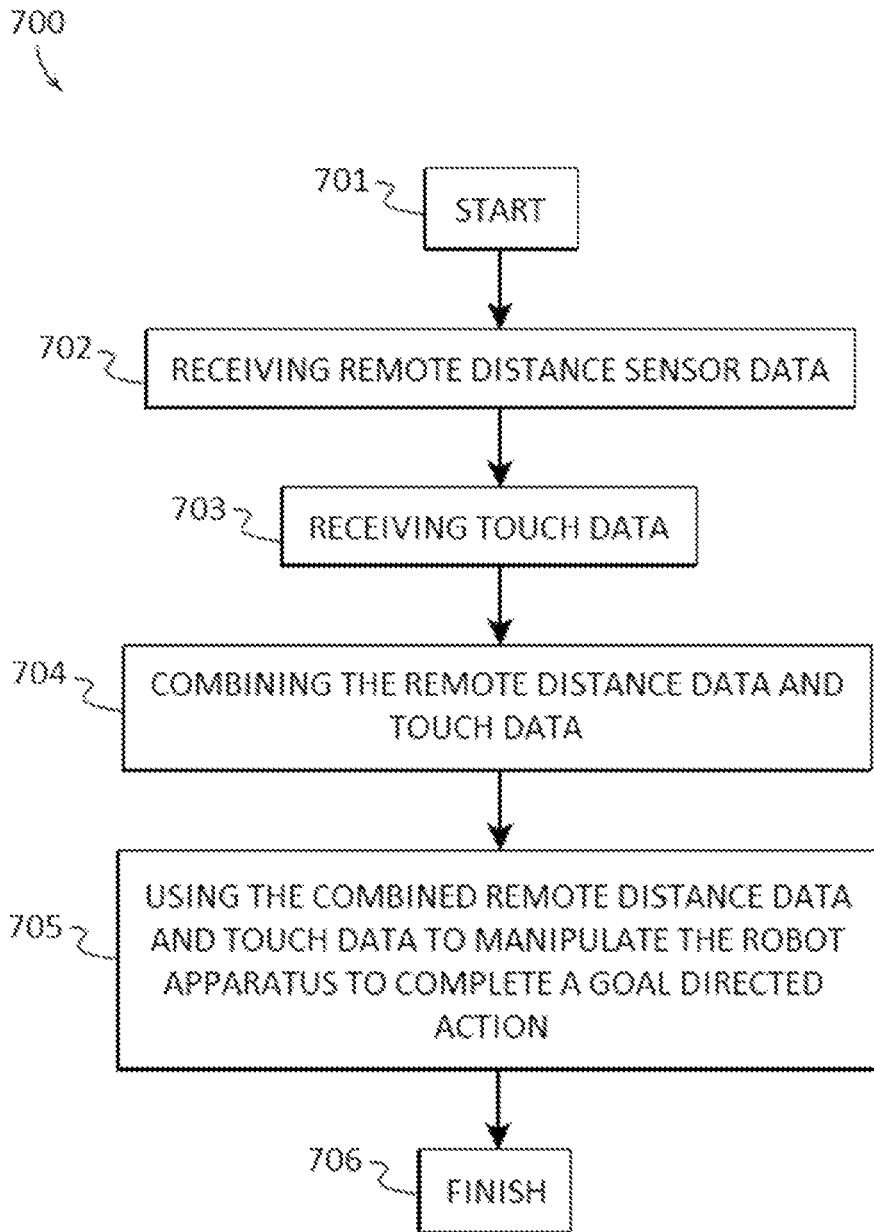 700
701
START
702
RECEIVING REMOTE DISTANCE SENSOR DATA
703
RECEIVING TOUCH DATA
704
COMBINING THE REMOTE DISTANCE DATA AND
TOUCH DATA
705
USING THE COMBINED REMOTE DISTANCE DATA
AND TOUCH DATA TO MANIPULATE THE ROBOT
APPARATUS TO COMPLETE A GOAL DIRECTED
ACTION
706
FINISH